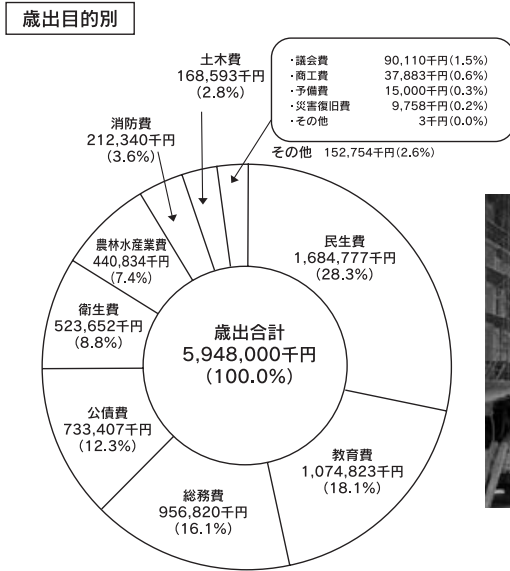 歳出目的別
・議会費 90,110千円(1.5%)
・商工費 37,883千円(0.6%)
・予備費 15,000千円(0.3%)
・災害復旧費 9,758千円(0.2%)
・その他 3千円(0.0%)
その他 152,754千円(2.6%)
土木費
168,593千円
(2.8%)
消防費
212,340千円
(3.6%)
農林水産業費
440,834千円
(7.4%)
衛生費
523,652千円
(8.8%)
公債費
733,407千円
(12.3%)
総務費
956,820千円
(16.1%)
教育費
1,074,823千円
(18.1%)
民生費
1,684,777千円
(28.3%)
歳出合計
5,948,000千円
(100.0%)